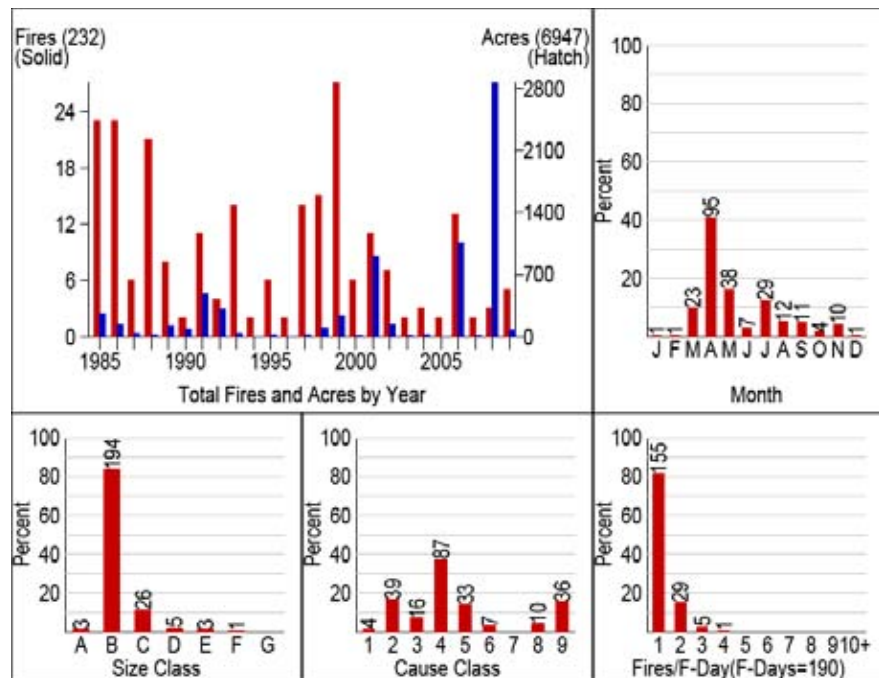 Fires (232)
(Solid)
Acres (6947)
(Hatch)
24
18
12
6
0
2800
2100
1400
700
0
1985 1990 1995 2000 2005
Total Fires and Acres by Year
Percent
100
80
60
40
20
1 1 23 95 38 7 29 12 11 4 10 1
J F M A M J J A S O N D
Month
Percent
100
80
60
40
20
3 194 26 5 3 1
A B C D E F G
Size Class
Percent
100
80
60
40
20
4 39 16 87 33 7 10 36
1 2 3 4 5 6 7 8 9
Cause Class
Percent
100
80
60
40
20
155 29 5 1
1 2 3 4 5 6 7 8 910+
Fires/F-Day(F-Days=190)